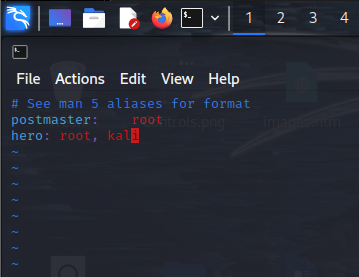 1 2 3 4
File Actions Edit View Help
# See man 5 aliases for format
postmaster: root
hero: root, kali
~
~
~
~
~
~
~